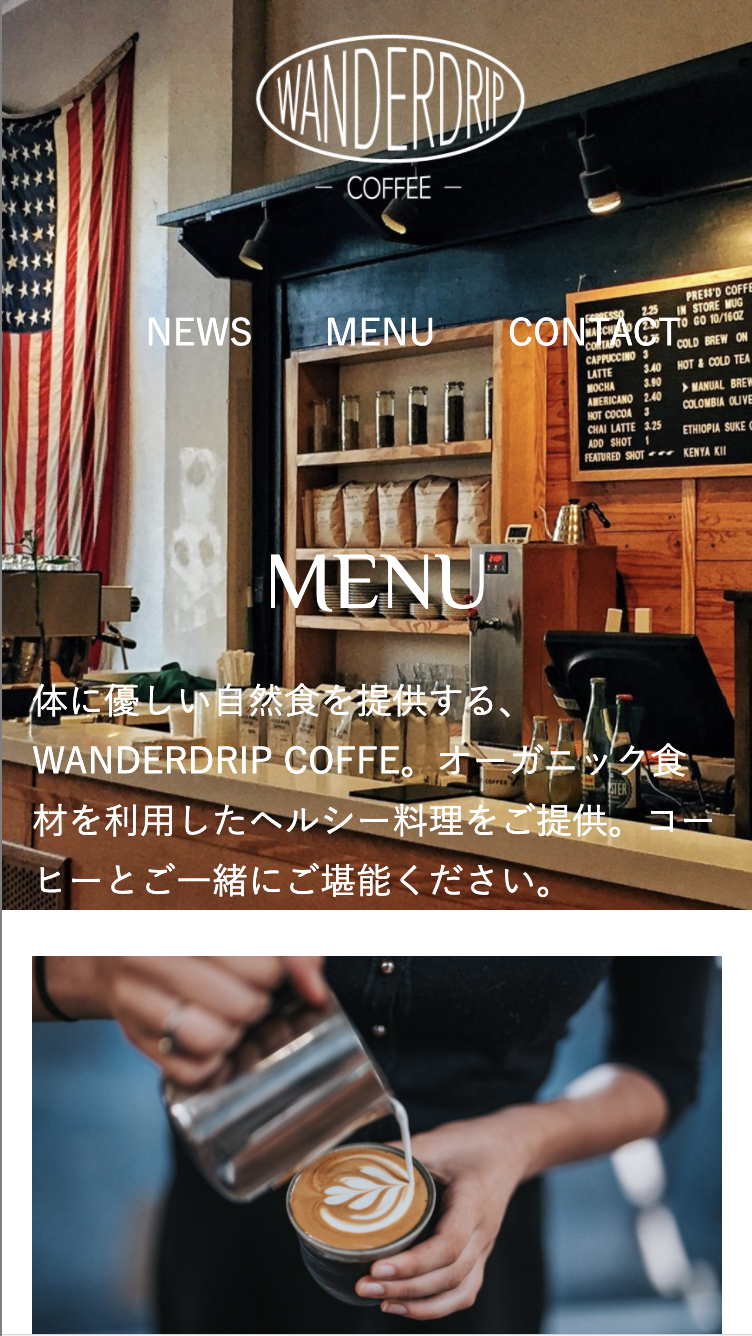 WANDERDRIP
COFFEE
NEWS MENU CONTACT
PRE$$'D COFFE
ESPRESSO 2.25 IN STORE MUG
TO GO 10/16OZ
CAPPUCCINO 3 COLD BREW ON
LATTE 3.40 HOT & COLD TEA
MOCHA 3.90 MANUAL BREW
AMERICANO 2.40 COLOMBIA OLIVE
HOT COCOA 3
CHAI LATTE 3.25 ETHIOPIA SUKE
ADD SHOT 1
FEATURED SHOT KENYA KII
MENU
体に優しい自然食を提供する、
WANDERDRIP COFFE。オーガニック食
材を利用したヘルシー料理をご提供。コー
ヒーとご一緒にご堪能ください。